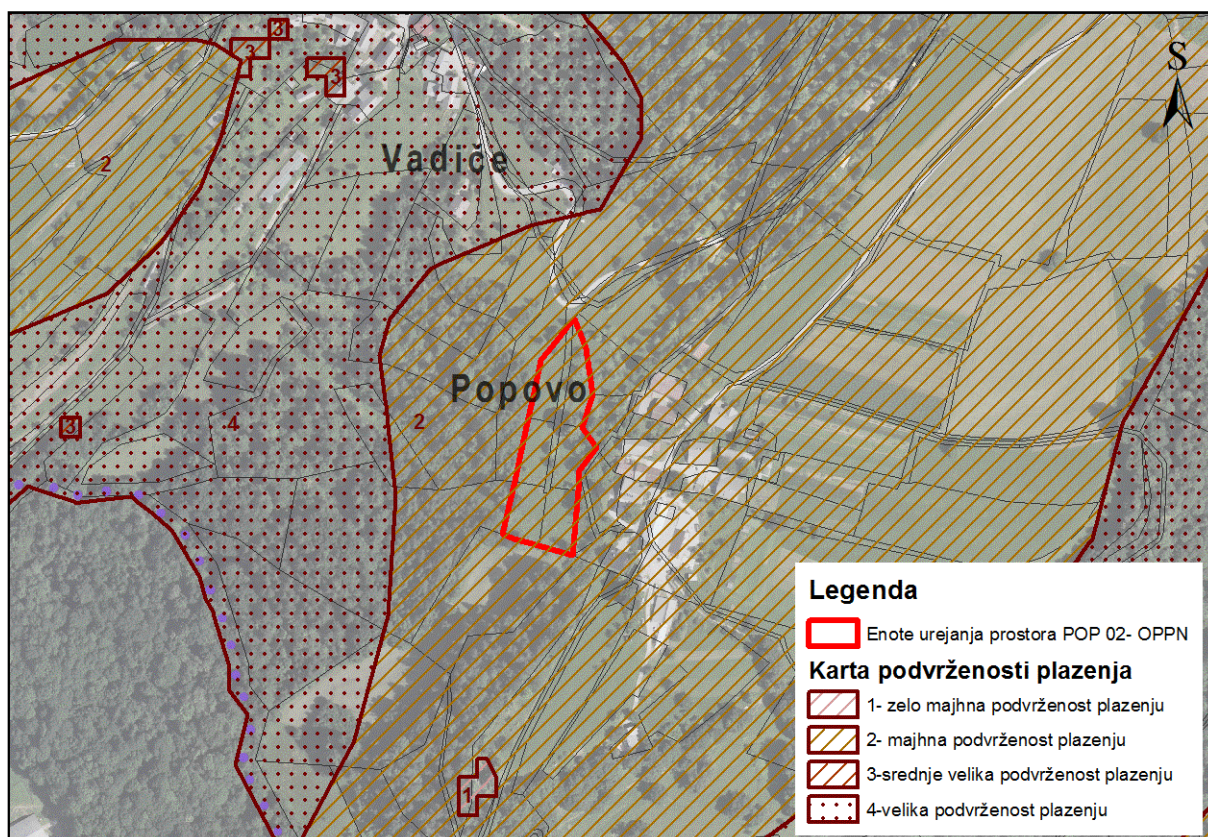 3
3
3
S
2
Vadiče
Popovo
3
4
2
1
Legenda
Enote urejanja prostora POP 02- OPPN
Karta podvrženosti plazenja
1- zelo majhna podvrženost plazenju
2- majhna podvrženost plazenju
3-srednje velika podvrženost plazenju
4-velika podvrženost plazenju